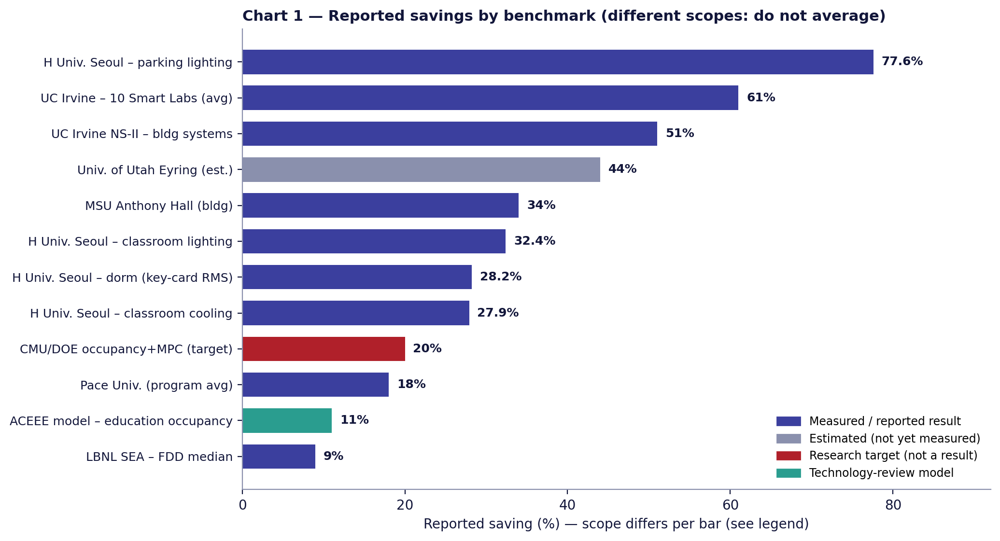 Chart 1 — Reported savings by benchmark (different scopes: do not average)
H Univ. Seoul – parking lighting 77.6%
UC Irvine – 10 Smart Labs (avg) 61%
UC Irvine NS-II – bldg systems 51%
Univ. of Utah Eyring (est.) 44%
MSU Anthony Hall (bldg) 34%
H Univ. Seoul – classroom lighting 32.4%
H Univ. Seoul – dorm (key-card RMS) 28.2%
H Univ. Seoul – classroom cooling 27.9%
CMU/DOE occupancy+MPC (target) 20%
Pace Univ. (program avg) 18%
ACEEE model – education occupancy 11%
LBNL SEA – FDD median 9%
Measured / reported result
Estimated (not yet measured)
Research target (not a result)
Technology-review model
0 20 40 60 80
Reported saving (%) — scope differs per bar (see legend)